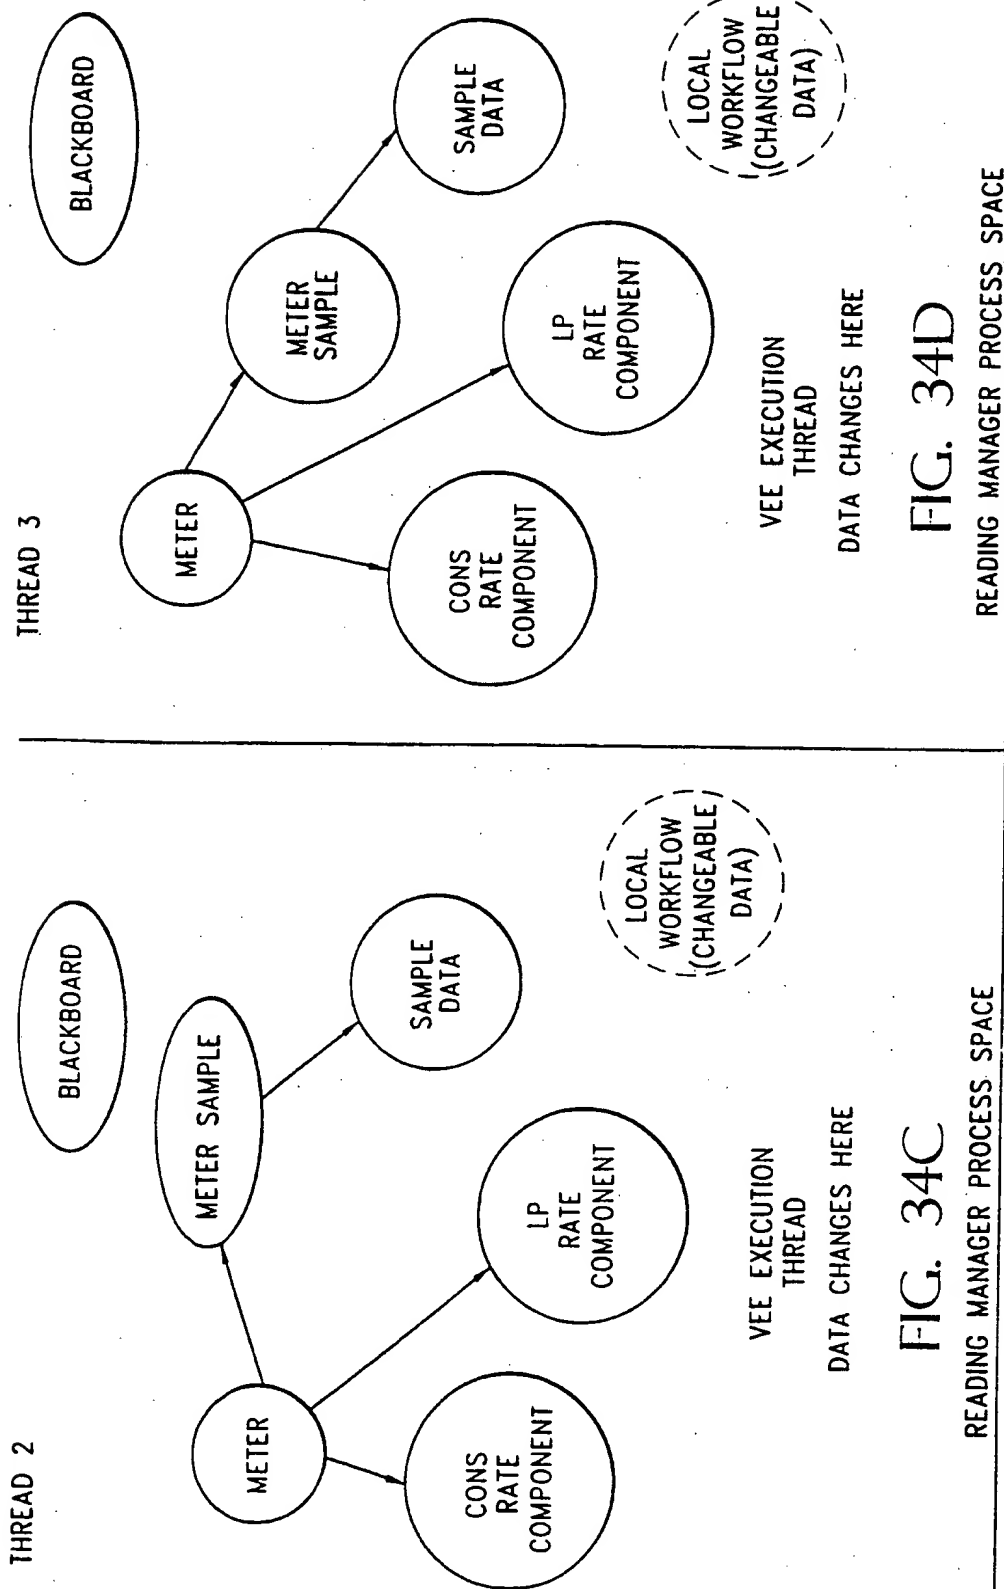 THREAD 2
BLACKBOARD
METER SAMPLE
METER
SAMPLE
DATA
CONS
RATE
COMPONENT
LP
RATE
COMPONENT
LOCAL
WORKFLOW
(CHANGEABLE
DATA)
VEE EXECUTION
THREAD
DATA CHANGES HERE
FIG. 34C
READING MANAGER PROCESS SPACE
THREAD 3
BLACKBOARD
METER
METER
SAMPLE
SAMPLE
DATA
CONS
RATE
COMPONENT
LP
RATE
COMPONENT
LOCAL
WORKFLOW
(CHANGEABLE
DATA)
VEE EXECUTION
THREAD
DATA CHANGES HERE
FIG. 34D
READING MANAGER PROCESS SPACE